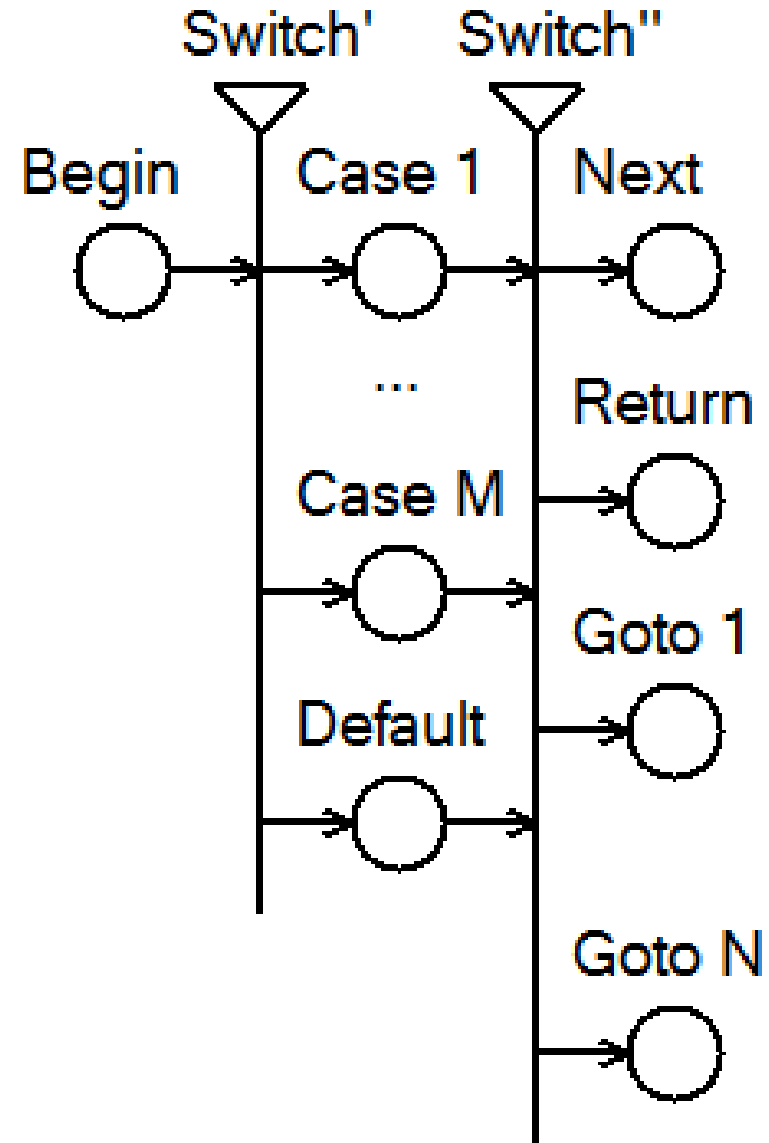 Switch' Switch"
Begin Case 1 Next
...
Return
Case M
Goto 1
Default
Goto N